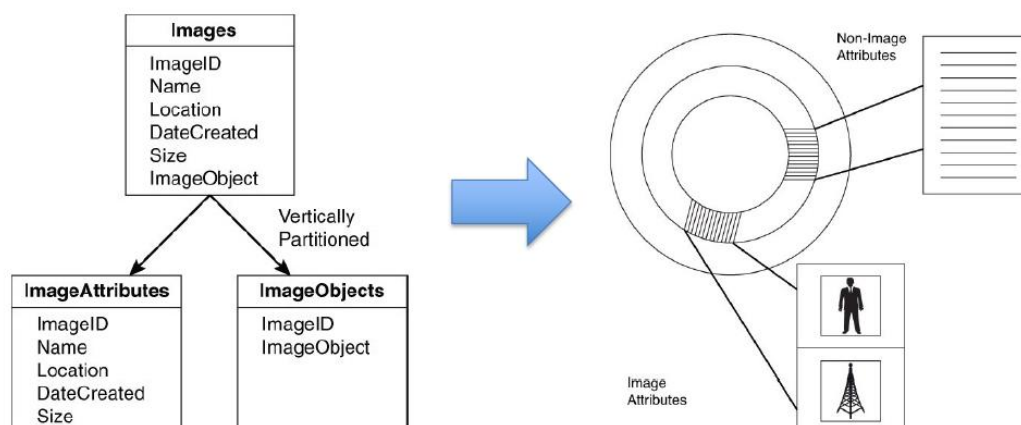 Images
ImageID
Name
Location
DateCreated
Size
ImageObject
Vertically
Partitioned
ImageAttributes
ImageID
Name
Location
DateCreated
Size
ImageObjects
ImageID
ImageObject
Non-Image
Attributes
Image
Attributes